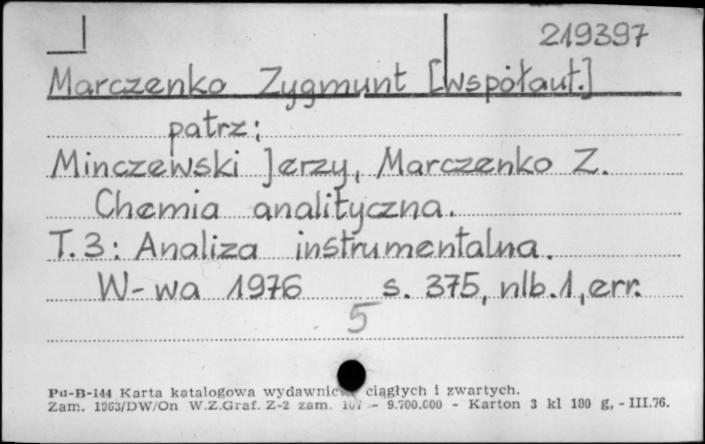 219397
Marczenko Zygmunt [współaut.]
patrz:
Minczewski Jerzy, Marczenko Z.
Chemia analityczna.
T.3: Analiza instrumentalna.
W-wa 1976 s. 375, nlb.1, err.
5
Pu-B-144 Karta katalogowa ciągłych i zwartych.
Zam. 1963/DW/On W.Z.Graf. Z-2 zam. - 9.700.000 - Karton 3 kl 180 g, - III.76.